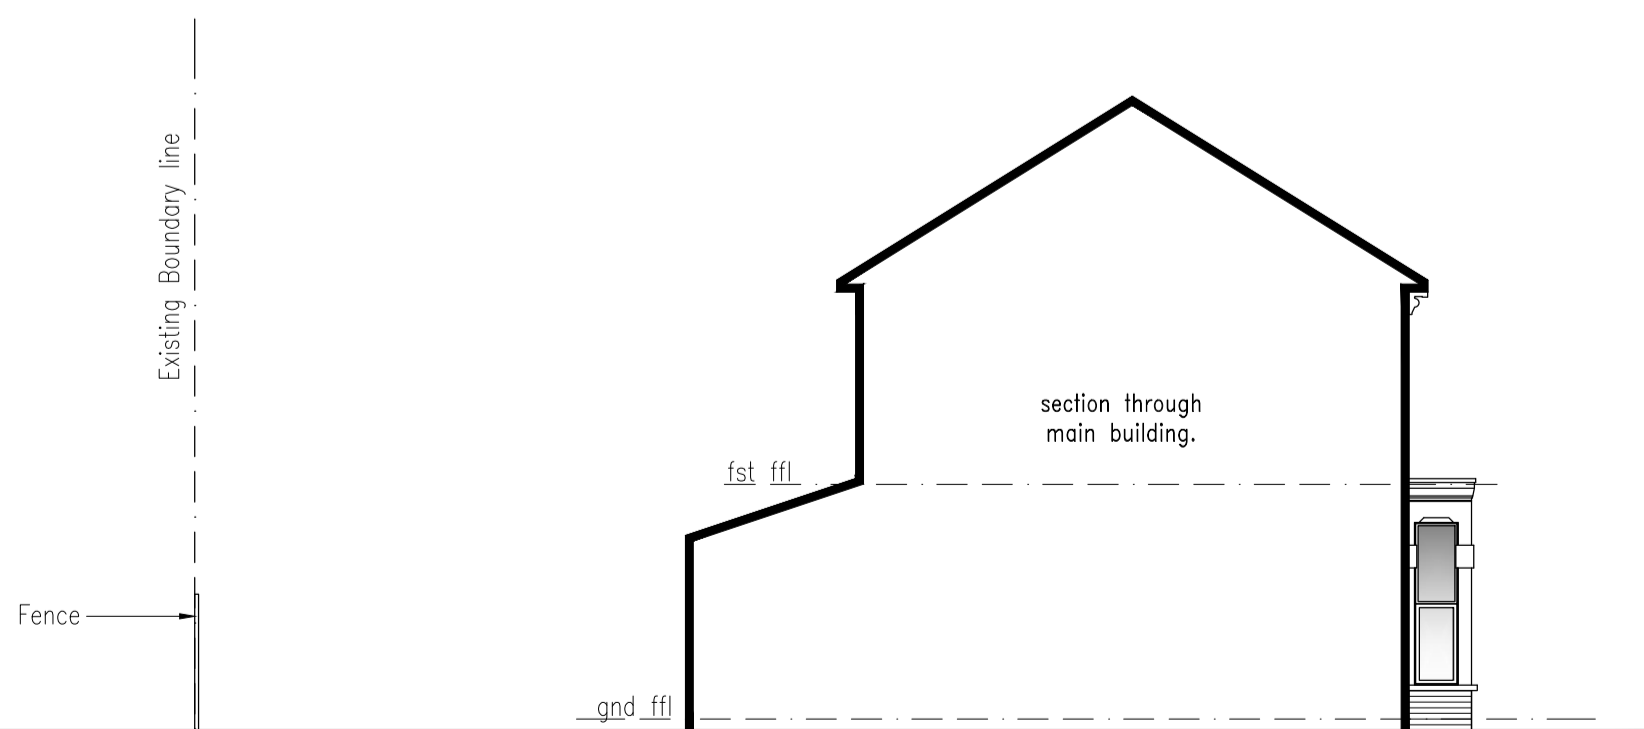 Existing Boundary line
section through
main building.
fst ffl
Fence
gnd ffl